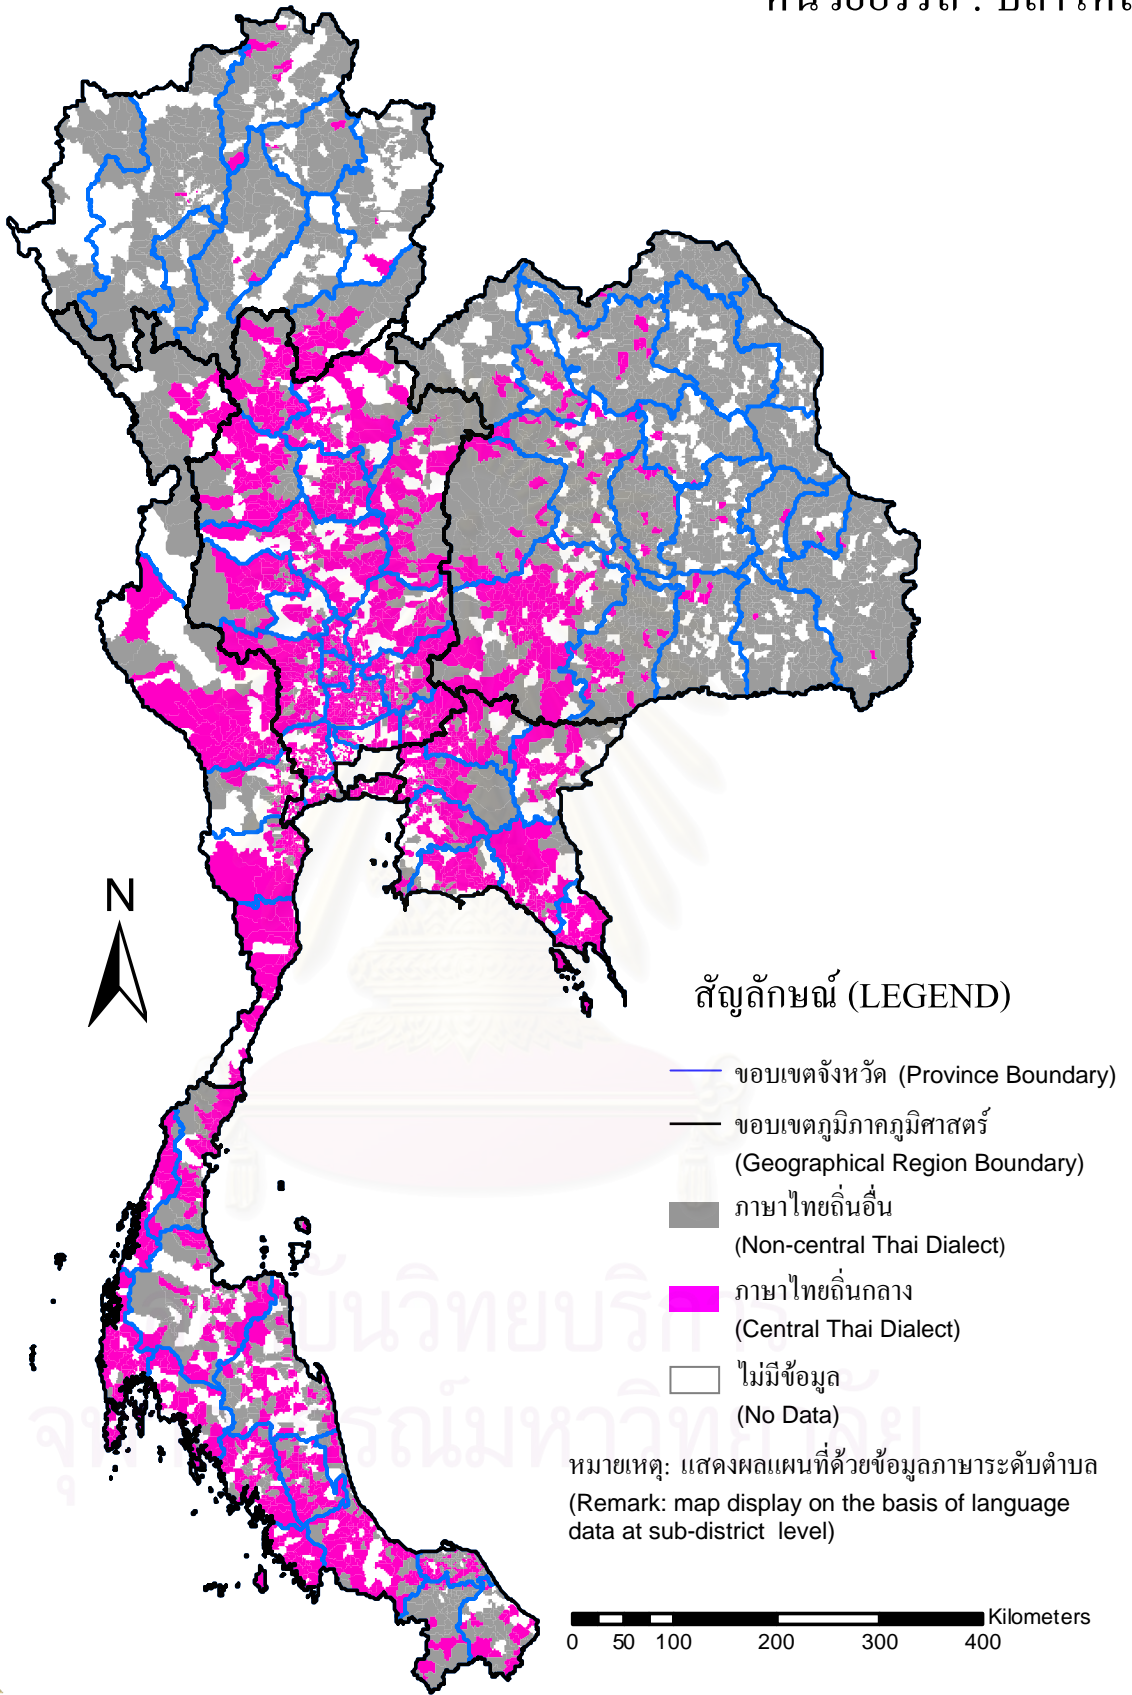 N
สัญลักษณ์ (LEGEND)
ขอบเขตจังหวัด (Province Boundary)
ขอบเขตภูมิภาคภูมิศาสตร์
(Geographical Region Boundary)
ภาษาไทยถิ่นอื่น
(Non-central Thai Dialect)
ภาษาไทยถิ่นกลาง
(Central Thai Dialect)
ไม่มีข้อมูล
(No Data)
หมายเหตุ: แสดงผลแผนที่ด้วยข้อมูลภาษาระดับตำบล
(Remark: map display on the basis of language
data at sub-district level)
Kilometers
0 50 100 200 300 400